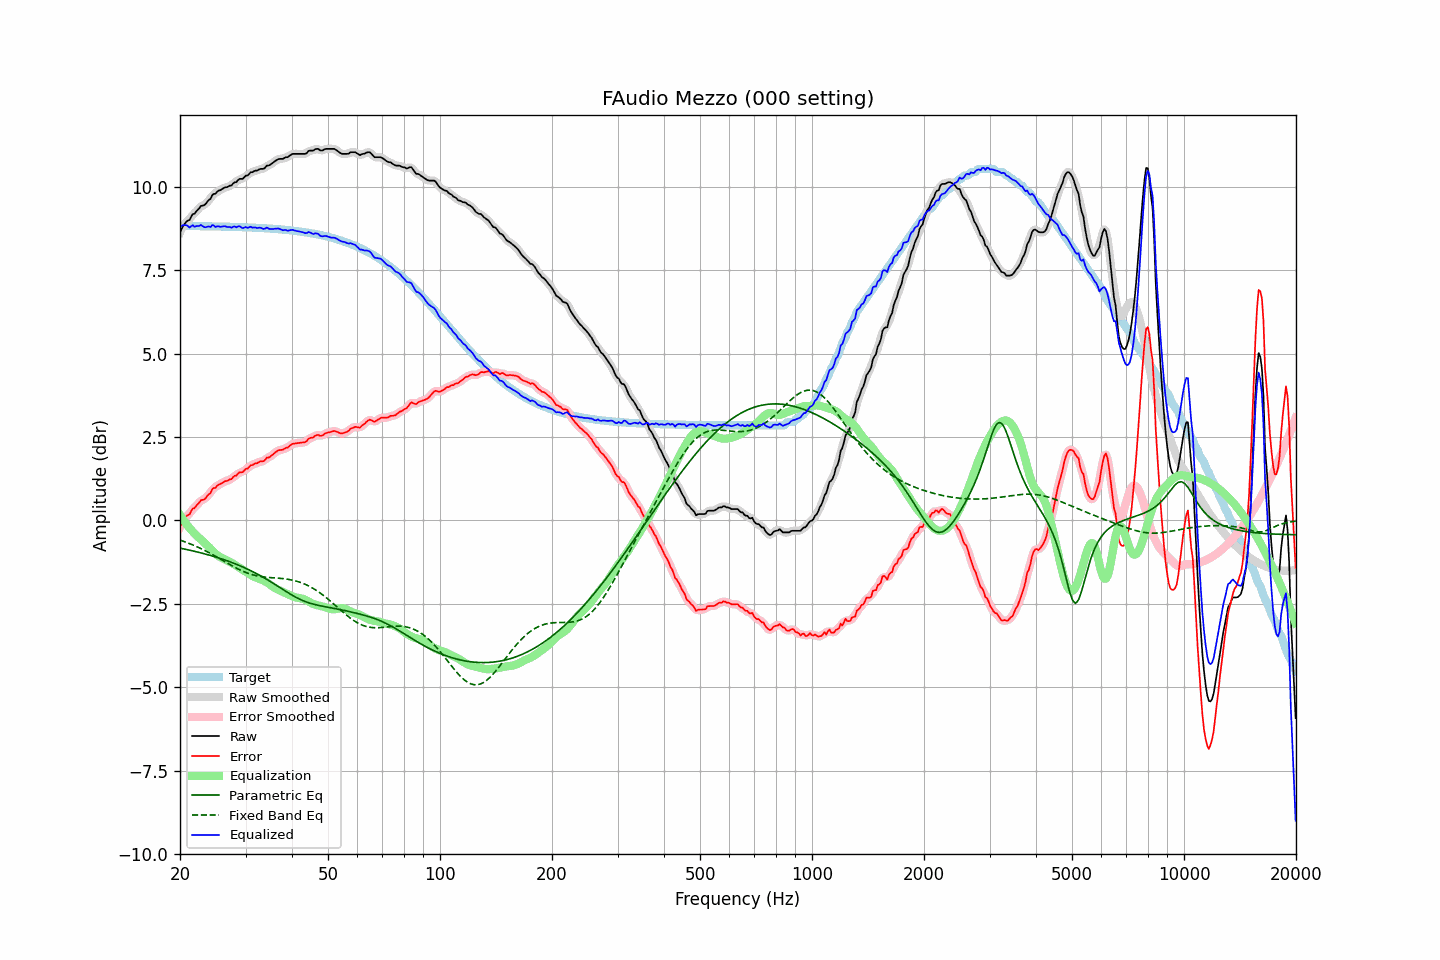 FAudio Mezzo (000 setting)
Amplitude (dBr)
10.0
7.5
5.0
2.5
0.0
−2.5
−5.0
−7.5
−10.0
Target
Raw Smoothed
Error Smoothed
Raw
Error
Equalization
Parametric Eq
Fixed Band Eq
Equalized
20 50 100 200 500 1000 2000 5000 10000 20000
Frequency (Hz)